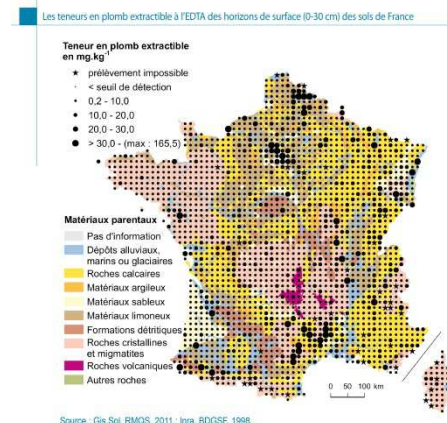 Les teneurs en plomb extractible à l'EDTA des horizons de surface (0-30 cm) des sols de France
Teneur en plomb extractible
en mg.kg⁻¹
prélèvement impossible
< seuil de détection
0,2 - 10,0
10,0 - 20,0
20,0 - 30,0
> 30,0 - (max : 165,5)
Matériaux parentaux
Pas d'information
Dépôts alluviaux,
marins ou glaciaires
Roches calcaires
Matériaux argileux
Matériaux sableux
Matériaux limoneux
Formations détritiques
Roches cristallines
et migmatites
Roches volcaniques
Autres roches
0 50 100 km
Source : Gis Sol, RMQS, 2011 ; Inra, BDGSF, 1998.